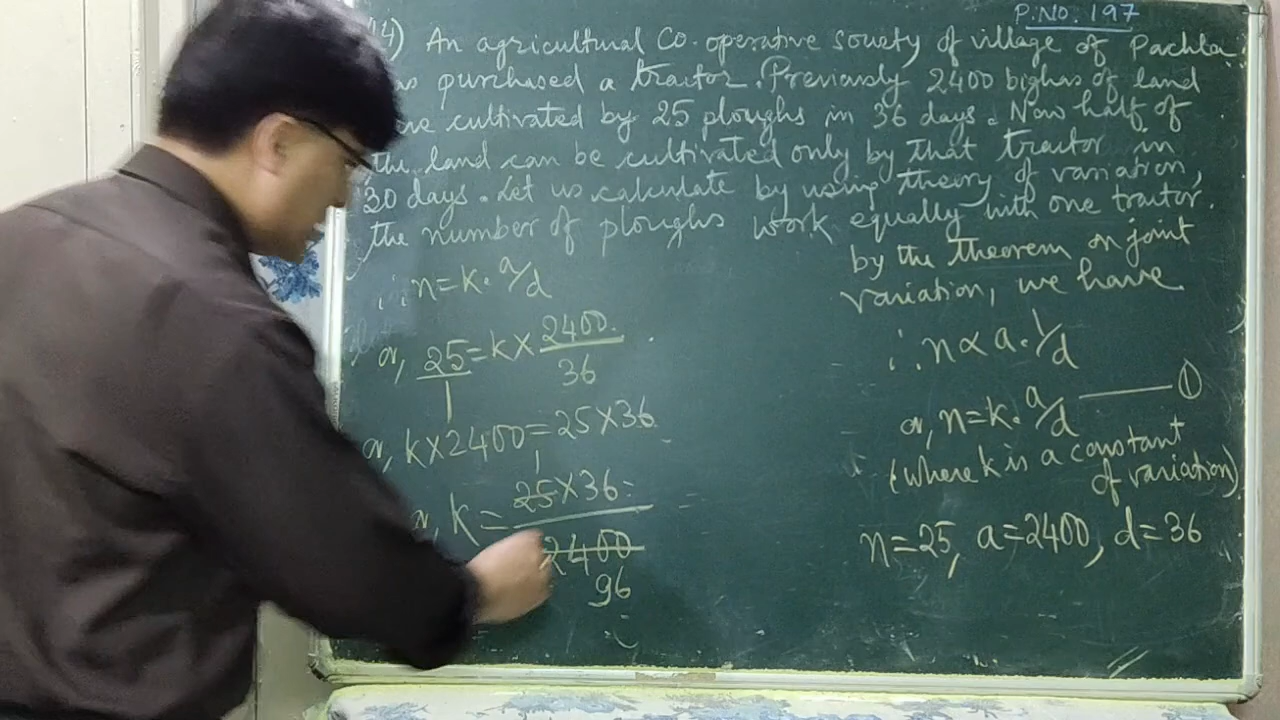 P.NO. 197
14) An agricultural Co-operative society of village of Pachla
purchased a tractor. Previously 2400 bighas of land
cultivated by 25 ploughs in 36 days. Now half of
the land can be cultivated only by that tractor in
30 days. Let us calculate by using theory of variation,
the number of ploughs work equally with one tractor.
by the theorem on joint
variation, we have
∴ n ∝ a. 1/d
or, n=k. a/d ——— ①
(where k is a constant
of variation)
n=25, a=2400, d=36
∴ n=k. a/d
or, 25/1 = k× 2400/36
or, k×2400=25×36
or, k= 25×36 / 2400
1
96